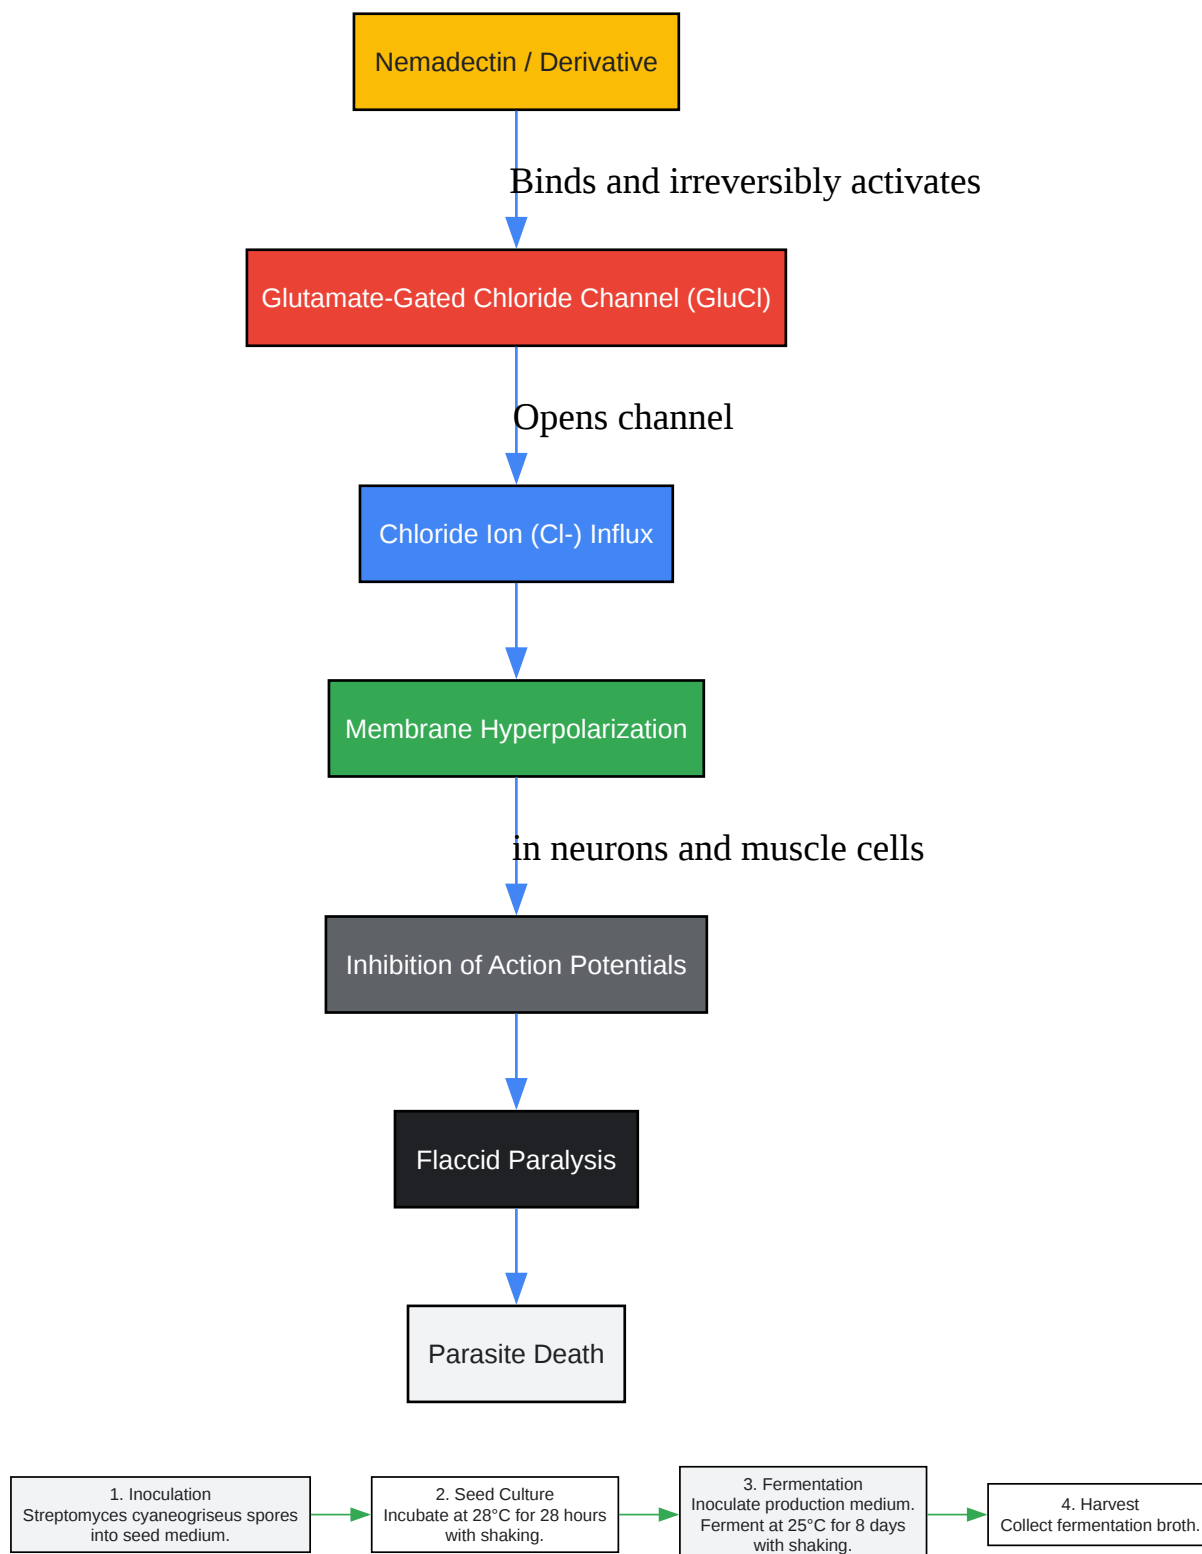 Nemadectin / Derivative
Binds and irreversibly activates
Glutamate-Gated Chloride Channel (GluCl)
Opens channel
Chloride Ion (Cl-) Influx
Membrane Hyperpolarization
in neurons and muscle cells
Inhibition of Action Potentials
Flaccid Paralysis
Parasite Death
1. Inoculation
Streptomyces cyaneogriseus spores
into seed medium.
2. Seed Culture
Incubate at 28°C for 28 hours
with shaking.
3. Fermentation
Inoculate production medium.
Ferment at 25°C for 8 days
with shaking.
4. Harvest
Collect fermentation broth.